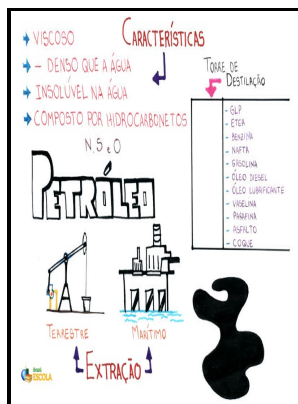 Características
VISCOSO
- DENSO QUE A ÁGUA
INSOLÚVEL NA ÁGUA
COMPOSTO POR HIDROCARBONETOS
N, S e O
TORRE DE
DESTILAÇÃO
- GLP
- ÉTER
- BENZINA
- NAFTA
- GASOLINA
- ÓLEO DIESEL
- ÓLEO LUBRIFICANTE
- VASELINA
- PARAFINA
- ASFALTO
- COQUE
PETRÓLEO
TERRESTRE
MARÍTIMO
EXTRAÇÃO
Brasil
ESCOLA